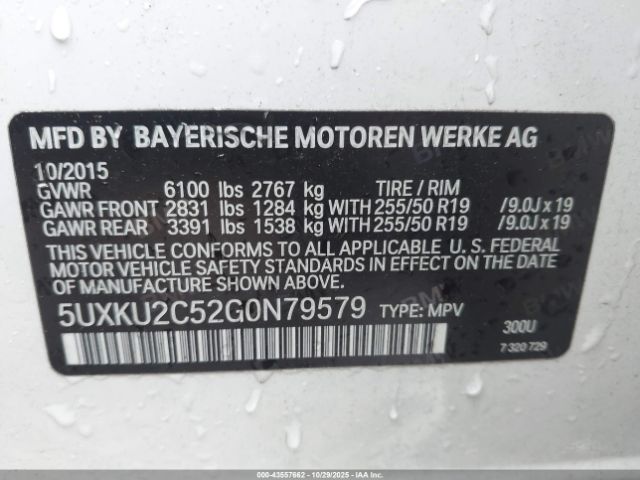 MFD BY BAYERISCHE MOTOREN WERKE AG
10/2015
GVWR 6100 lbs 2767 kg TIRE / RIM
GAWR FRONT 2831 lbs 1284 kg WITH 255/50 R19 /9.0J x 19
GAWR REAR 3391 lbs 1538 kg WITH 255/50 R19 /9.0J x 19
THIS VEHICLE CONFORMS TO ALL APPLICABLE U. S. FEDERAL
MOTOR VEHICLE SAFETY STANDARDS IN EFFECT ON THE
DATE OF MANUFACTURE SHOWN ABOVE.
5UXKU2C52G0N79579 TYPE: MPV 300U
7 320 729
000-43557662 | 10/29/2025 | IAAI.COM